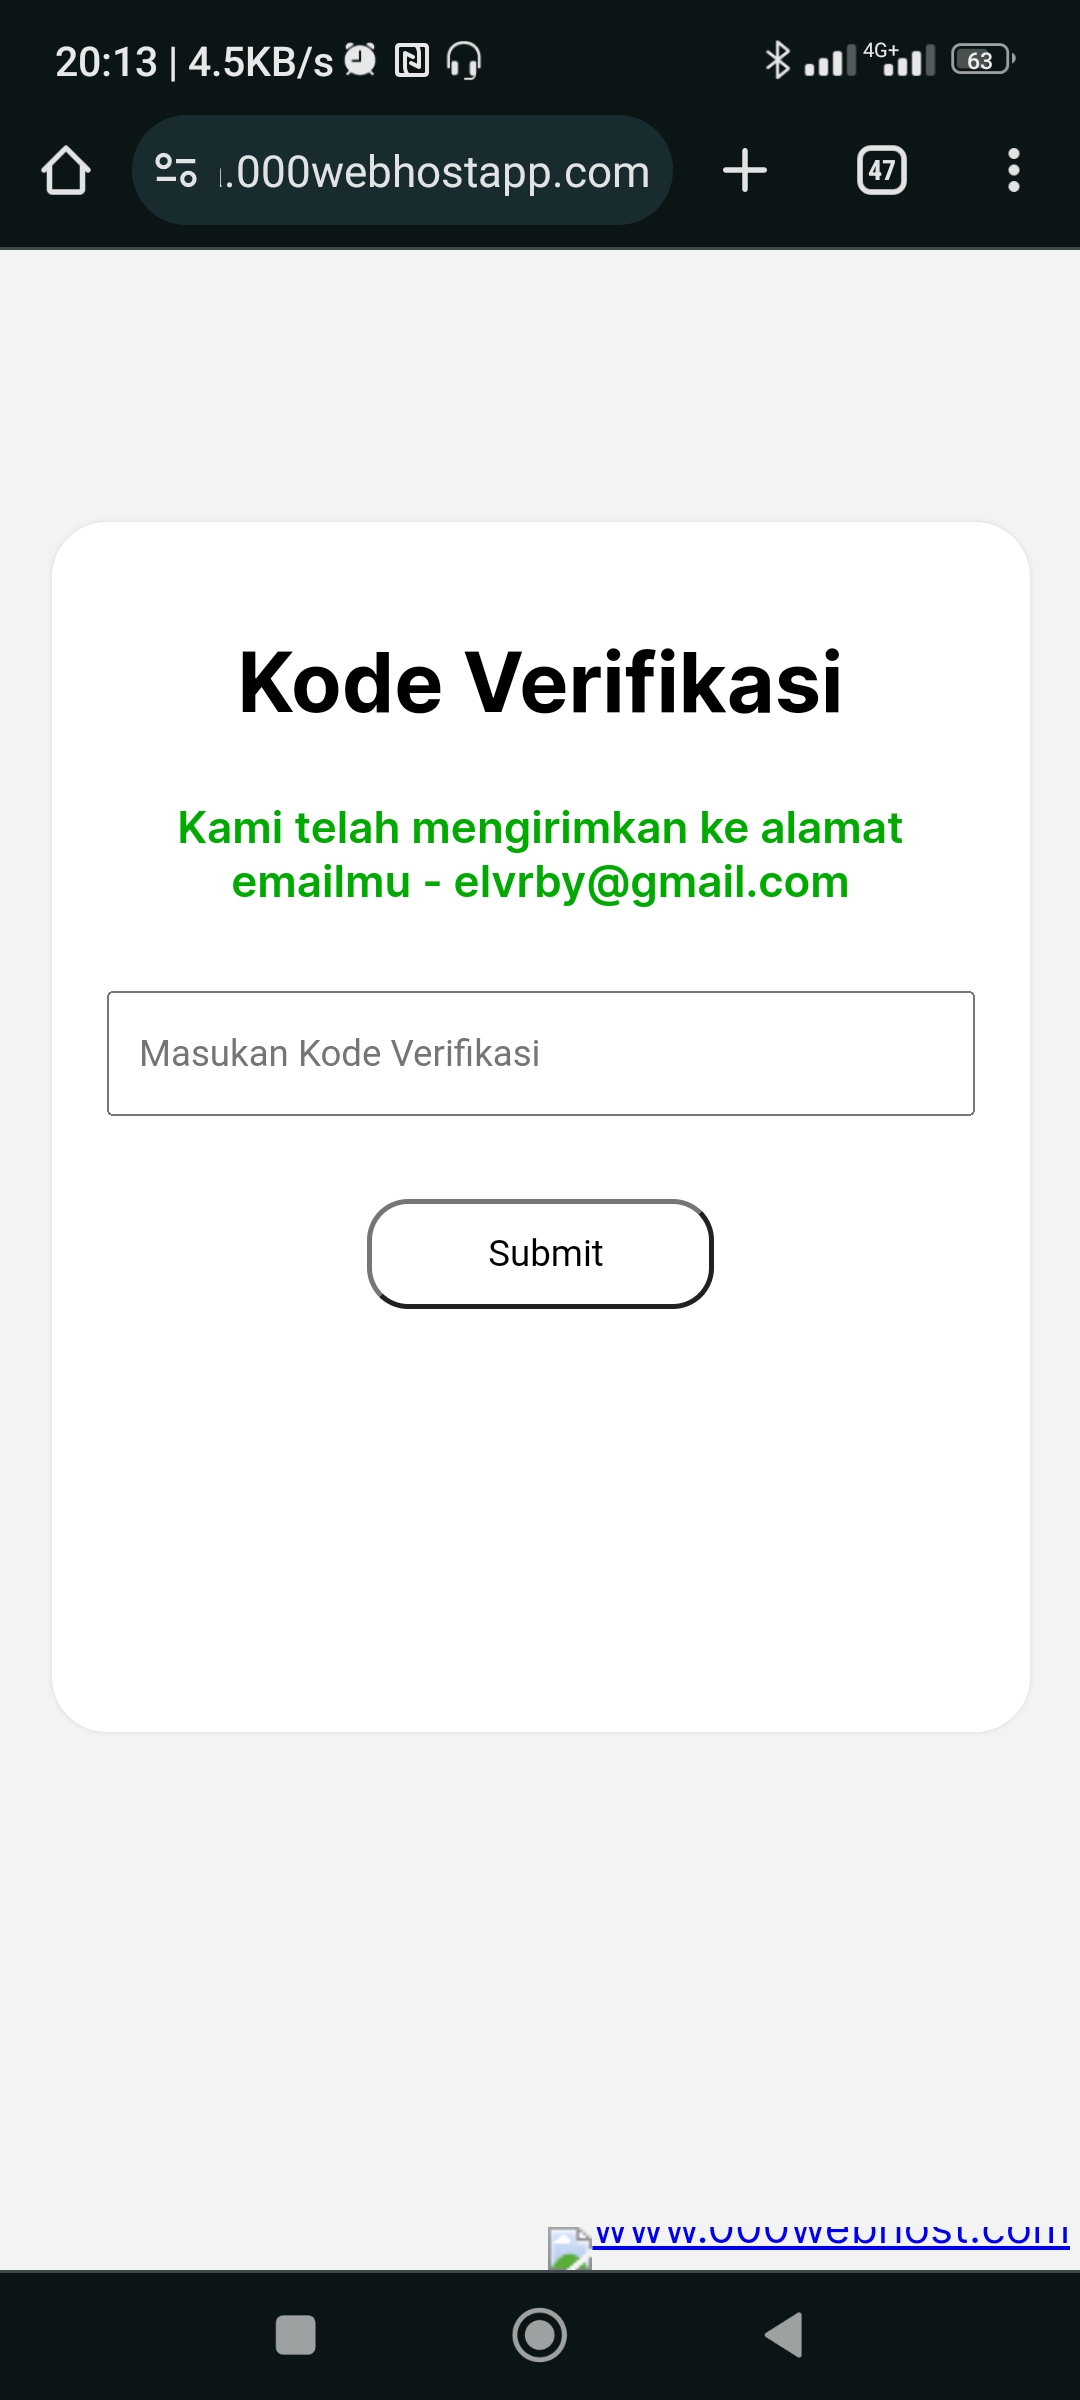 20:13 | 4.5KB/s
4G+
63
.000webhostapp.com
47
Kode Verifikasi
Kami telah mengirimkan ke alamat
emailmu - elvrby@gmail.com
Masukan Kode Verifikasi
Submit
www.000webhost.com